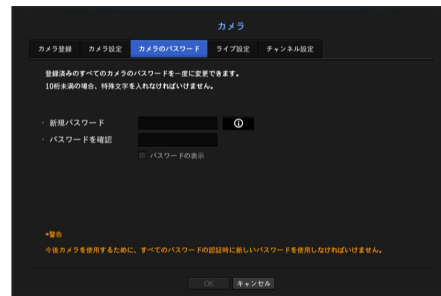 カメラ
カメラ登録 カメラ設定 カメラのパスワード ライブ設定 チャンネル設定
登録済みのすべてのカメラのパスワードを一度に変更できます。
10桁未満の場合、特殊文字を入れなければいけません。
・ 新規パスワード
・ パスワードを確認
パスワードの表示
*警告
今後カメラを使用するために、すべてのパスワードの認証時に新しいパスワードを使用しなければいけません。
OK キャンセル